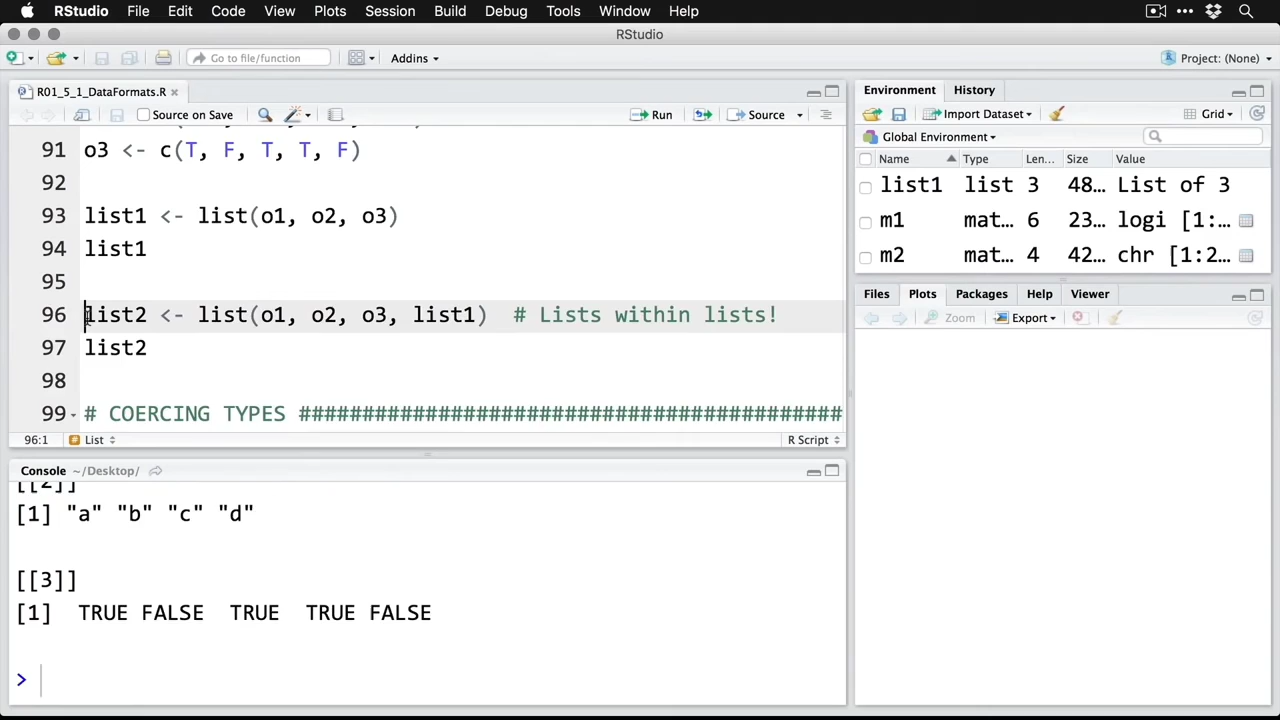 RStudio File Edit Code View Plots Session Build Debug Tools Window Help
RStudio
Go to file/function Addins Project: (None)
R01_5_1_DataFormats.R
Source on Save Run Source
91 o3 <- c(T, F, T, T, F)
92
93 list1 <- list(o1, o2, o3)
94 list1
95
96 list2 <- list(o1, o2, o3, list1)  # Lists within lists!
97 list2
98
99 # COERCING TYPES ###########################################
96:1 List R Script
Console ~/Desktop/
[[2]]
[1] "a" "b" "c" "d"
[[3]]
[1]  TRUE FALSE  TRUE  TRUE FALSE
>
Environment History
Import Dataset Grid
Global Environment
Name Type Len... Size Value
list1 list 3 48... List of 3
m1 mat... 6 23... logi [1:...
m2 mat... 4 42... chr [1:2...
Files Plots Packages Help Viewer
Zoom Export